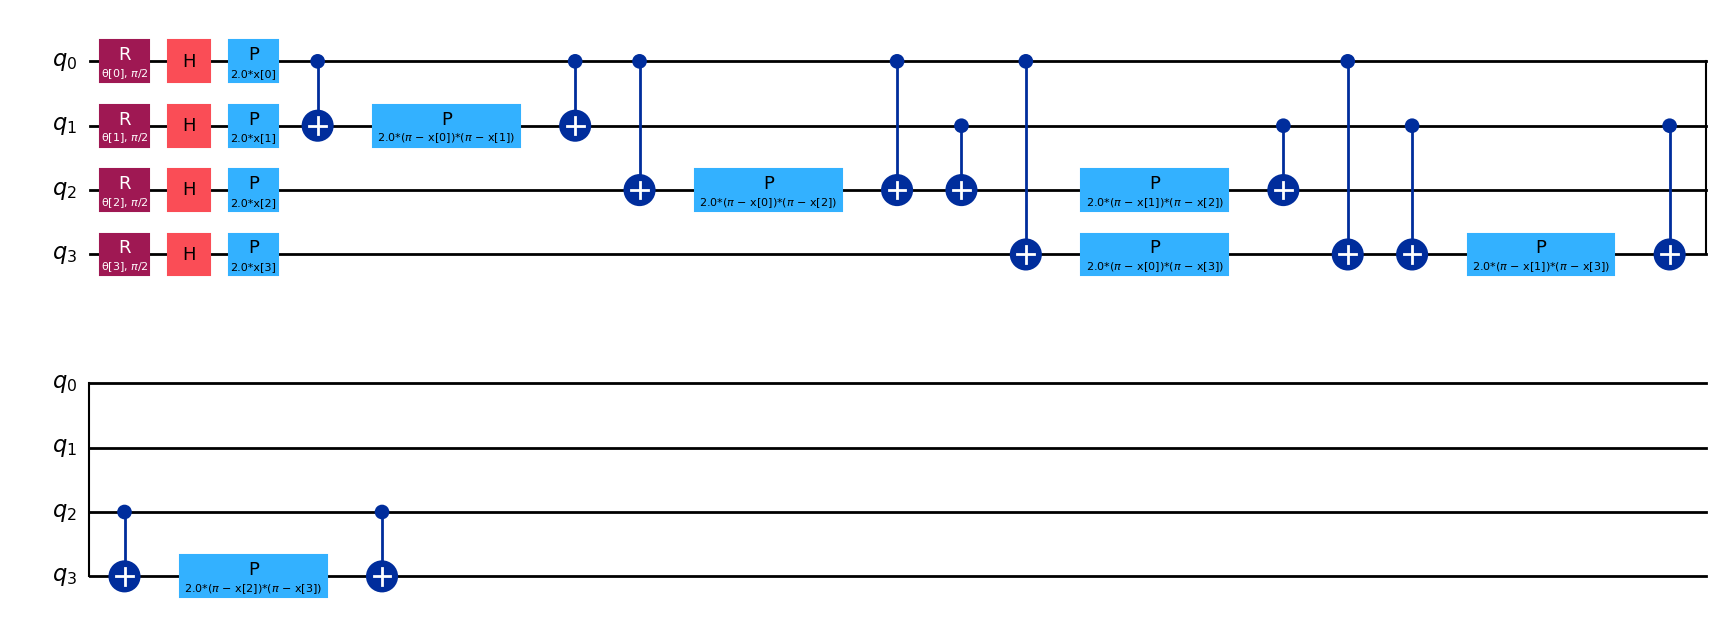 q0 R θ[0], π/2 H P 2.0*x[0]
q1 R θ[1], π/2 H P 2.0*x[1] P 2.0*(π − x[0])*(π − x[1])
q2 R θ[2], π/2 H P 2.0*x[2] P 2.0*(π − x[0])*(π − x[2]) P 2.0*(π − x[1])*(π − x[2])
q3 R θ[3], π/2 H P 2.0*x[3] P 2.0*(π − x[0])*(π − x[3]) P 2.0*(π − x[1])*(π − x[3])
q0
q1
q2
q3 P 2.0*(π − x[2])*(π − x[3])